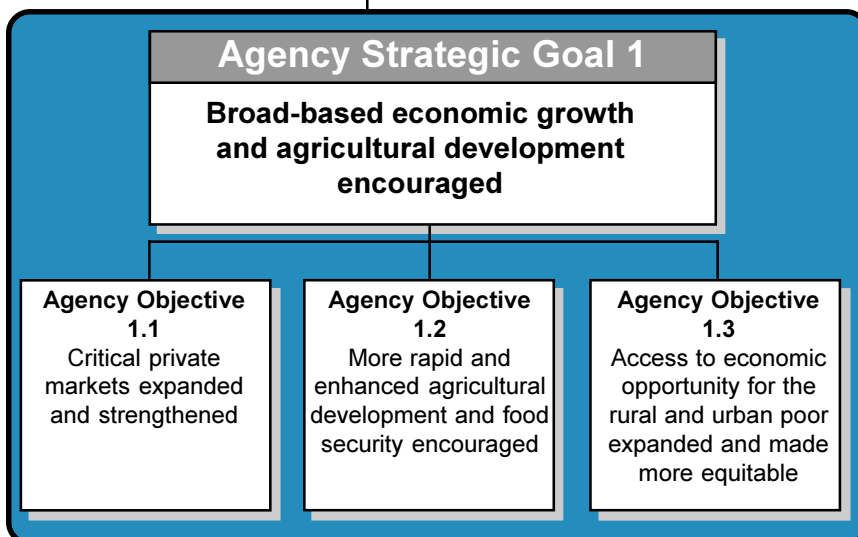 Agency Strategic Goal 1
Broad-based economic growth
and agricultural development
encouraged
Agency Objective
1.1
Critical private
markets expanded
and strengthened
Agency Objective
1.2
More rapid and
enhanced agricultural
development and food
security encouraged
Agency Objective
1.3
Access to economic
opportunity for the
rural and urban poor
expanded and made
more equitable